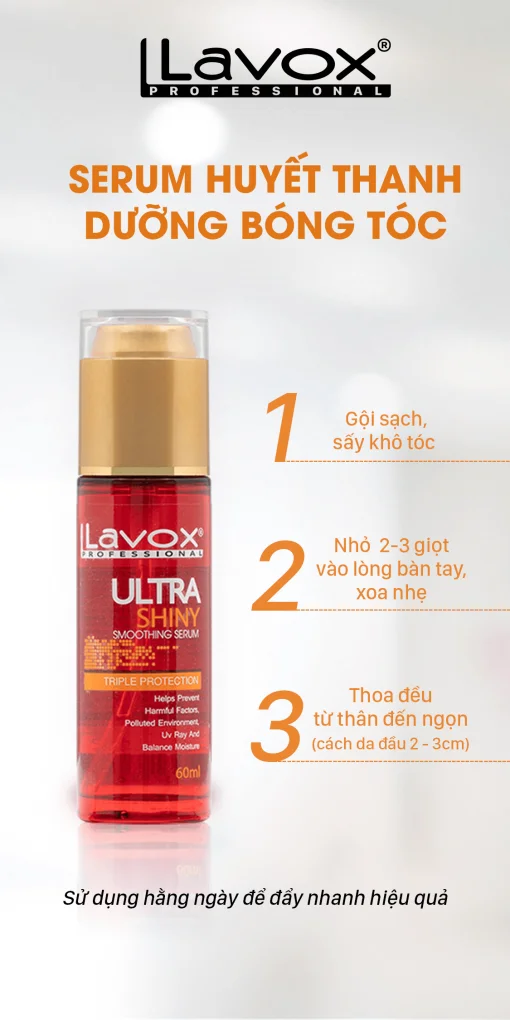 Lavox®
PROFESSIONAL
SERUM HUYẾT THANH
DƯỠNG BÓNG TÓC
1
Gội sạch,
sấy khô tóc
2
Nhỏ 2-3 giọt
vào lòng bàn tay,
xoa nhẹ
3
Thoa đều
từ thân đến ngọn
(cách da đầu 2 - 3cm)
Lavox®
PROFESSIONAL
ULTRA
SHINY
SMOOTHING SERUM
TRIPLE PROTECTION
Helps Prevent
Harmful Factors,
Polluted Environment,
Uv Ray And
Balance Moisture
60ml
Sử dụng hằng ngày để đẩy nhanh hiệu quả